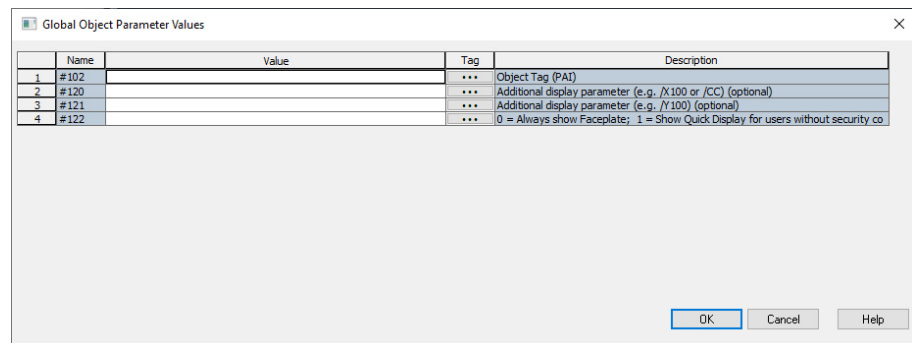 Global Object Parameter Values
Name Value Tag Description
1 #102 ••• Object Tag (PAI)
2 #120 ••• Additional display parameter (e.g. /X100 or /CC) (optional)
3 #121 ••• Additional display parameter (e.g. /Y100) (optional)
4 #122 ••• 0 = Always show Faceplate; 1 = Show Quick Display for users without security co
OK Cancel Help